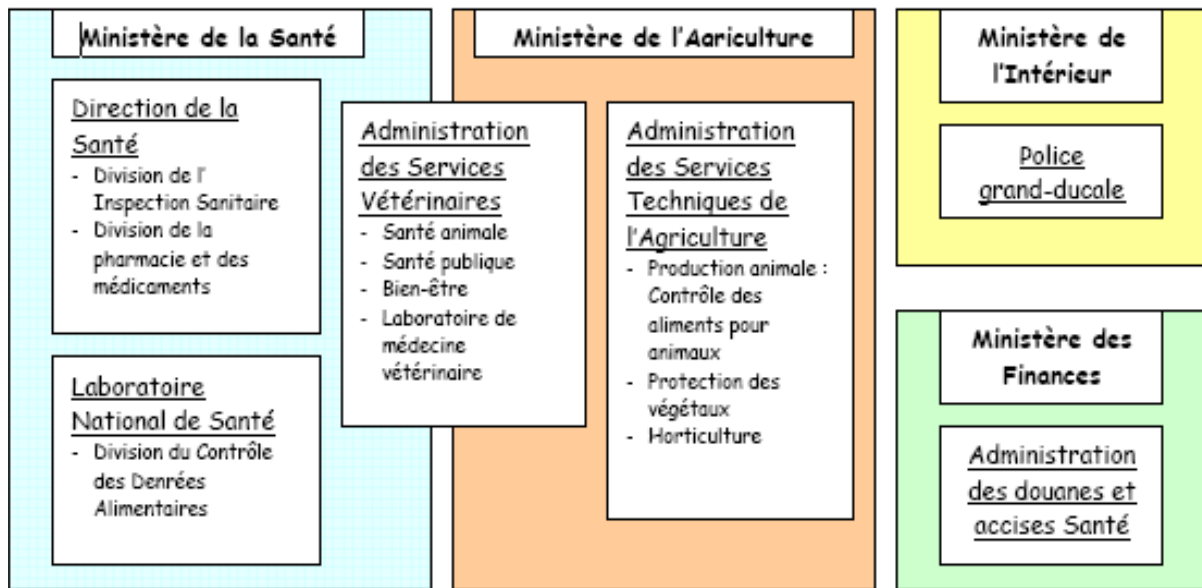 Ministère de la Santé
Direction de la
Santé
- Division de l'
Inspection Sanitaire
- Division de la
pharmacie et des
médicaments
Laboratoire
National de Santé
- Division du Contrôle
des Denrées
Alimentaires
Administration
des Services
Vétérinaires
- Santé animale
- Santé publique
- Bien-être
- Laboratoire de
médecine
vétérinaire
Ministère de l'Aariculture
Administration
des Services
Techniques de
l'Agriculture
- Production animale :
Contrôle des
aliments pour
animaux
- Protection des
végétaux
- Horticulture
Ministère de
l'Intérieur
Police
grand-ducale
Ministère des
Finances
Administration
des douanes et
accises Santé